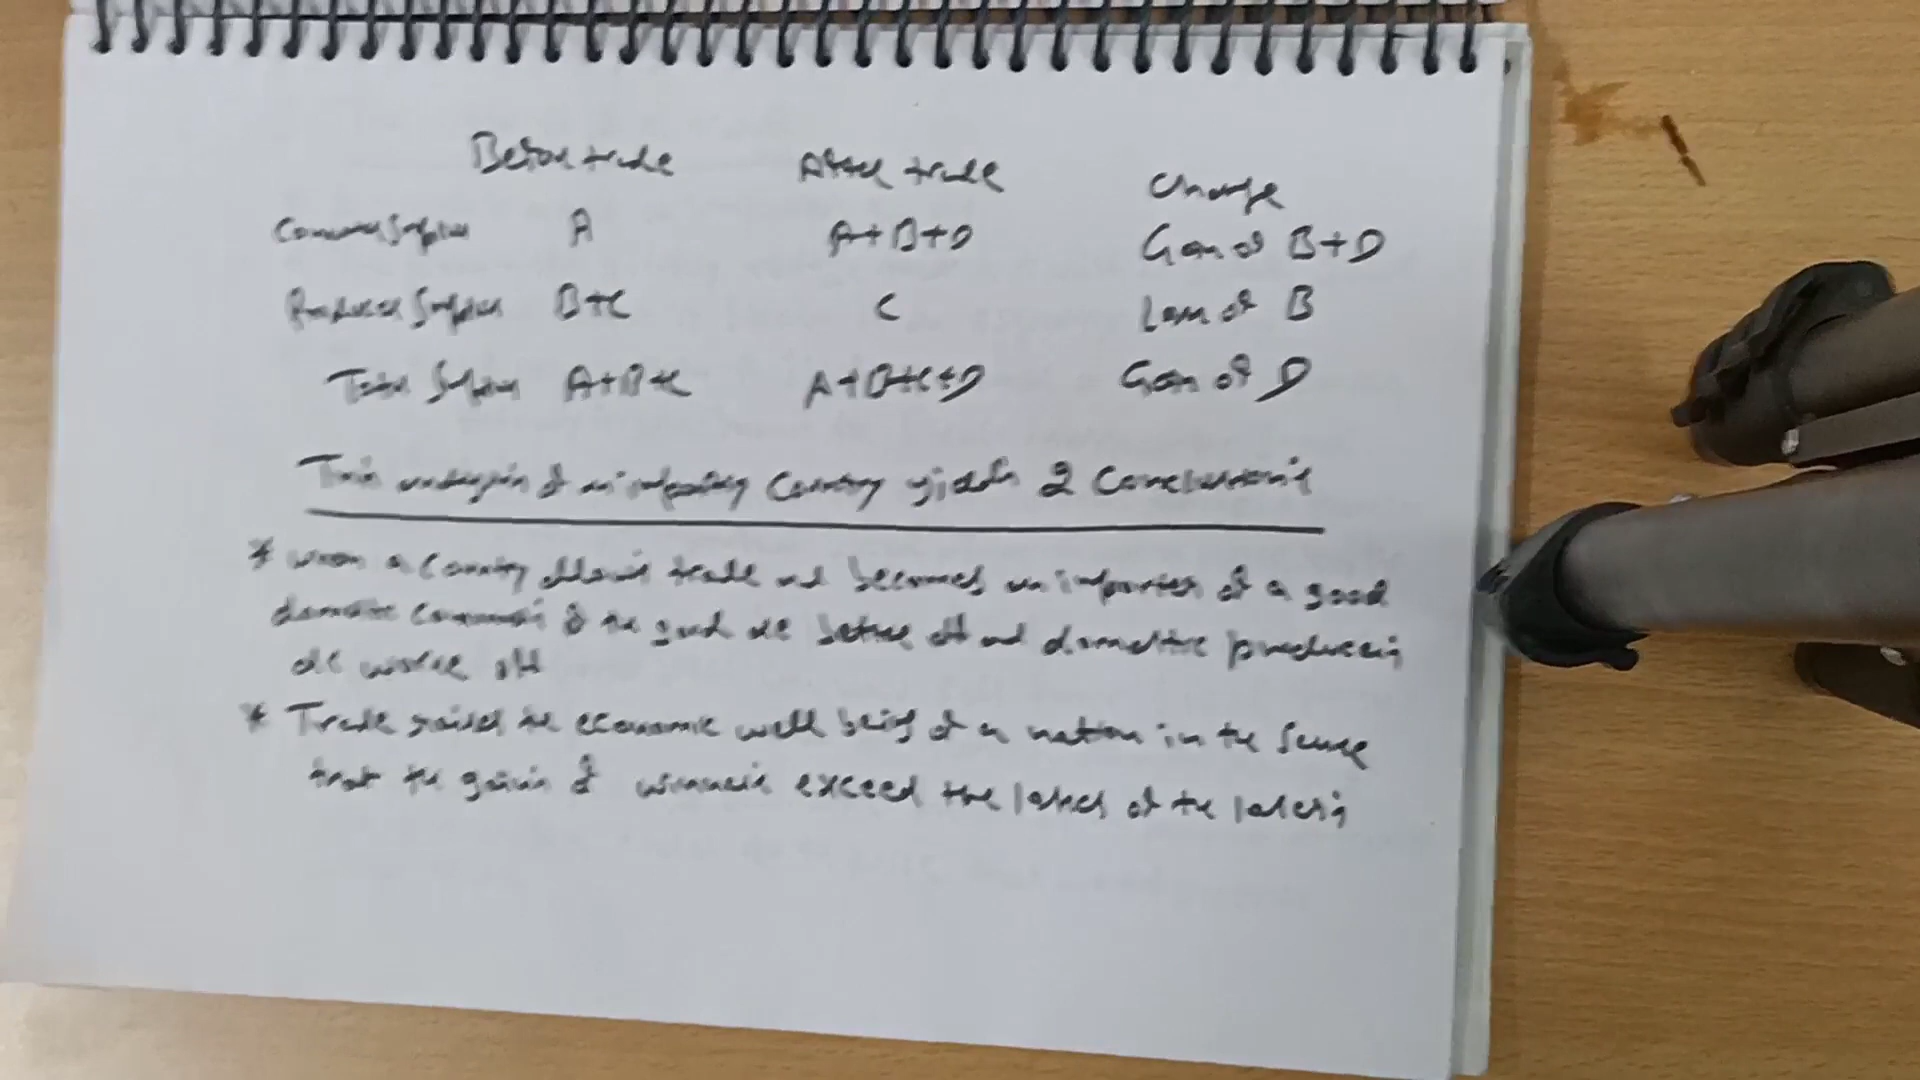 Before trade After trade Change
Consumer Surplus A A+B+D Gain of B+D
Producer Surplus B+C C Loss of B
Total Surplus A+B+C A+B+C+D Gain of D
This of an importing Country yields 2 Conclusions
* When a Country allows trade and becomes an importer of a good
domestic consumers of the good are better off and domestic producers
are worse off
* Trade raises the economic well being of a nation in the sense
that the gains of winners exceed the losses of the losers